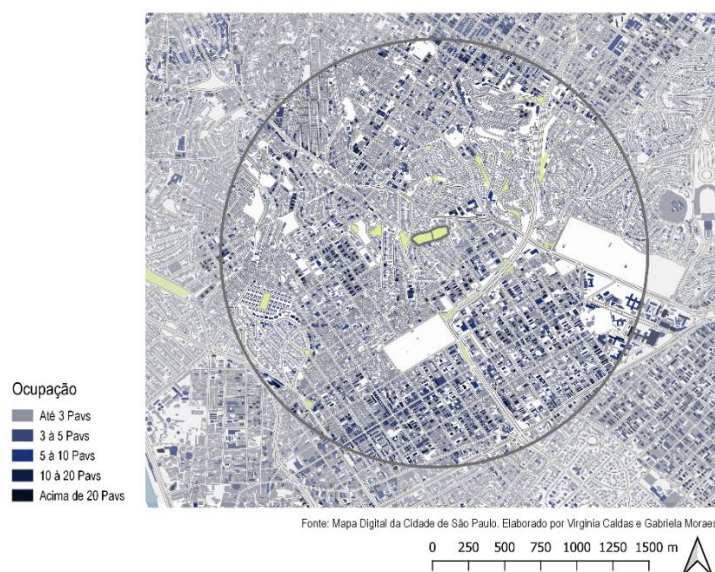 Ocupação
Até 3 Pavs
3 à 5 Pavs
5 à 10 Pavs
10 à 20 Pavs
Acima de 20 Pavs
Fonte: Mapa Digital da Cidade de São Paulo. Elaborado por Virgínia Caldas e Gabriela Moraes
0 250 500 750 1000 1250 1500 m